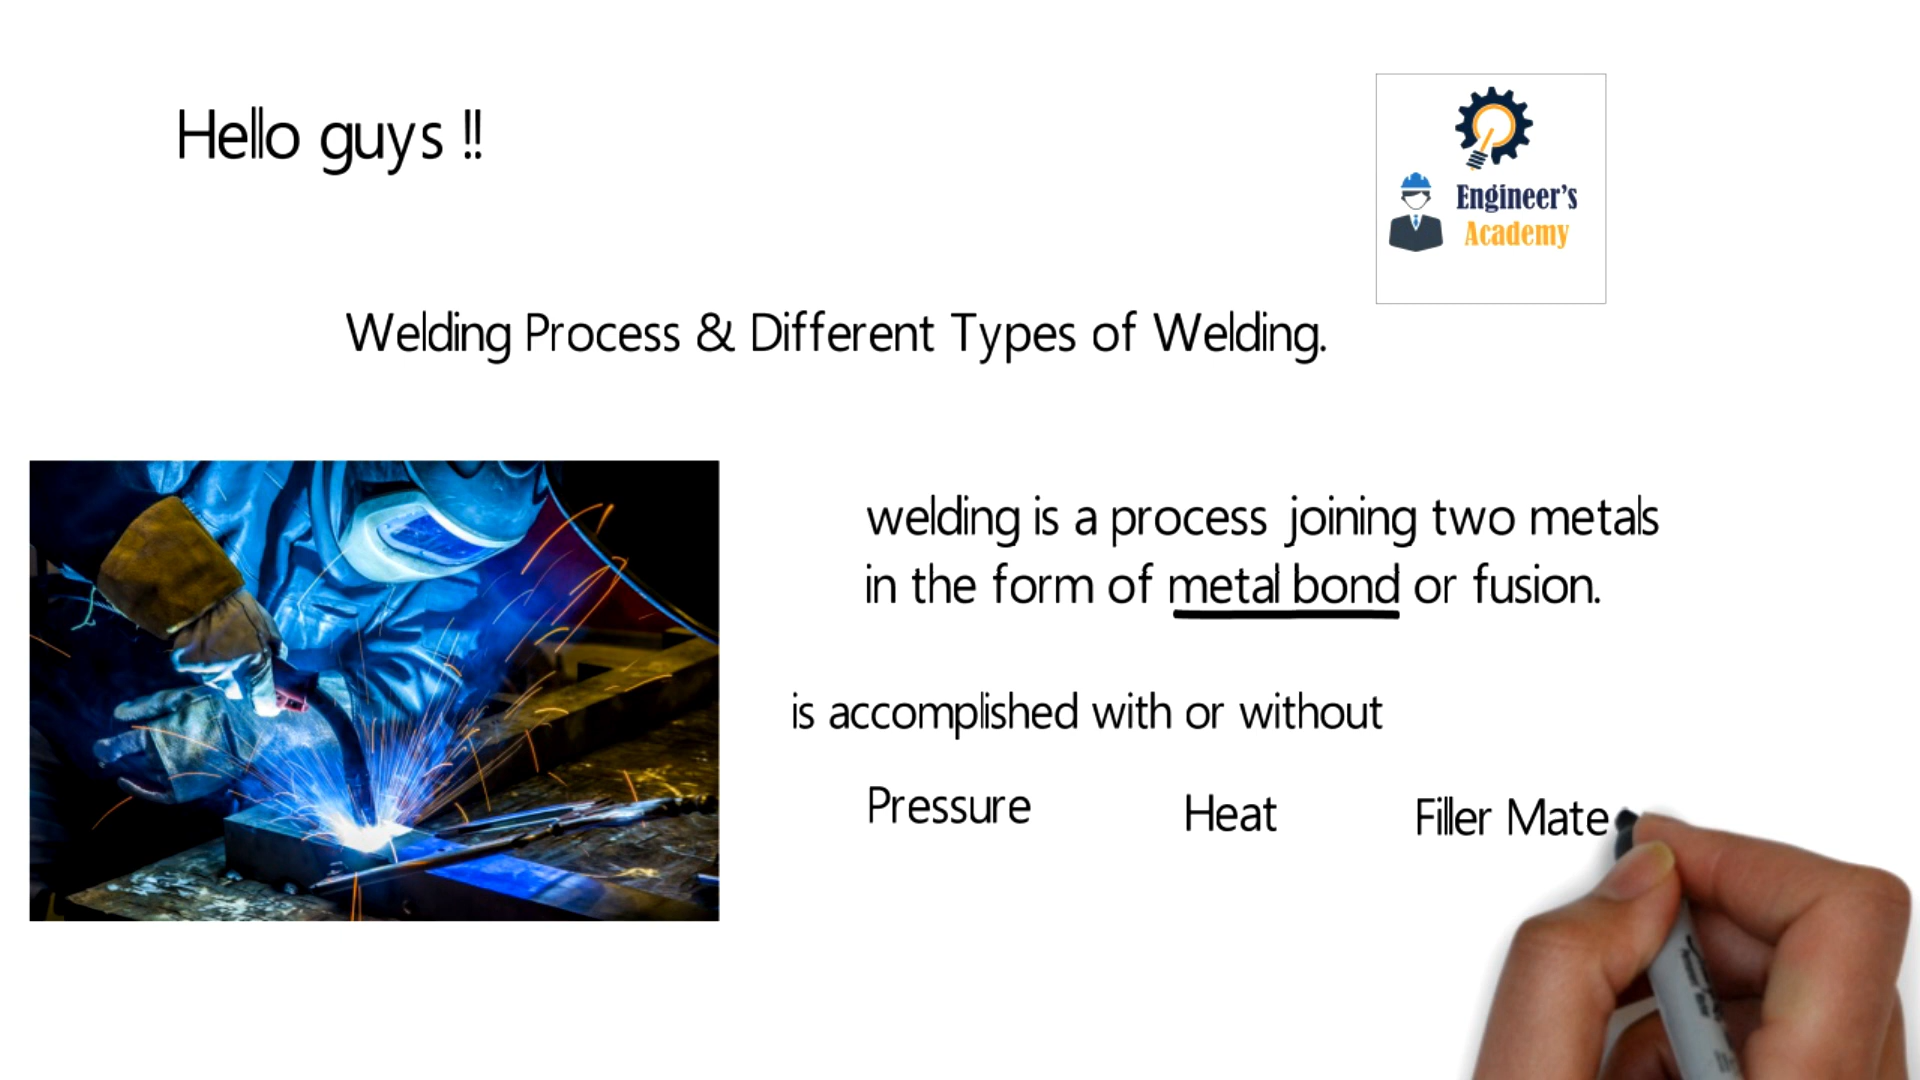 Hello guys !!
Engineer's
Academy
Welding Process & Different Types of Welding.
welding is a process joining two metals
in the form of metal bond or fusion.
is accomplished with or without
Pressure Heat Filler Mate